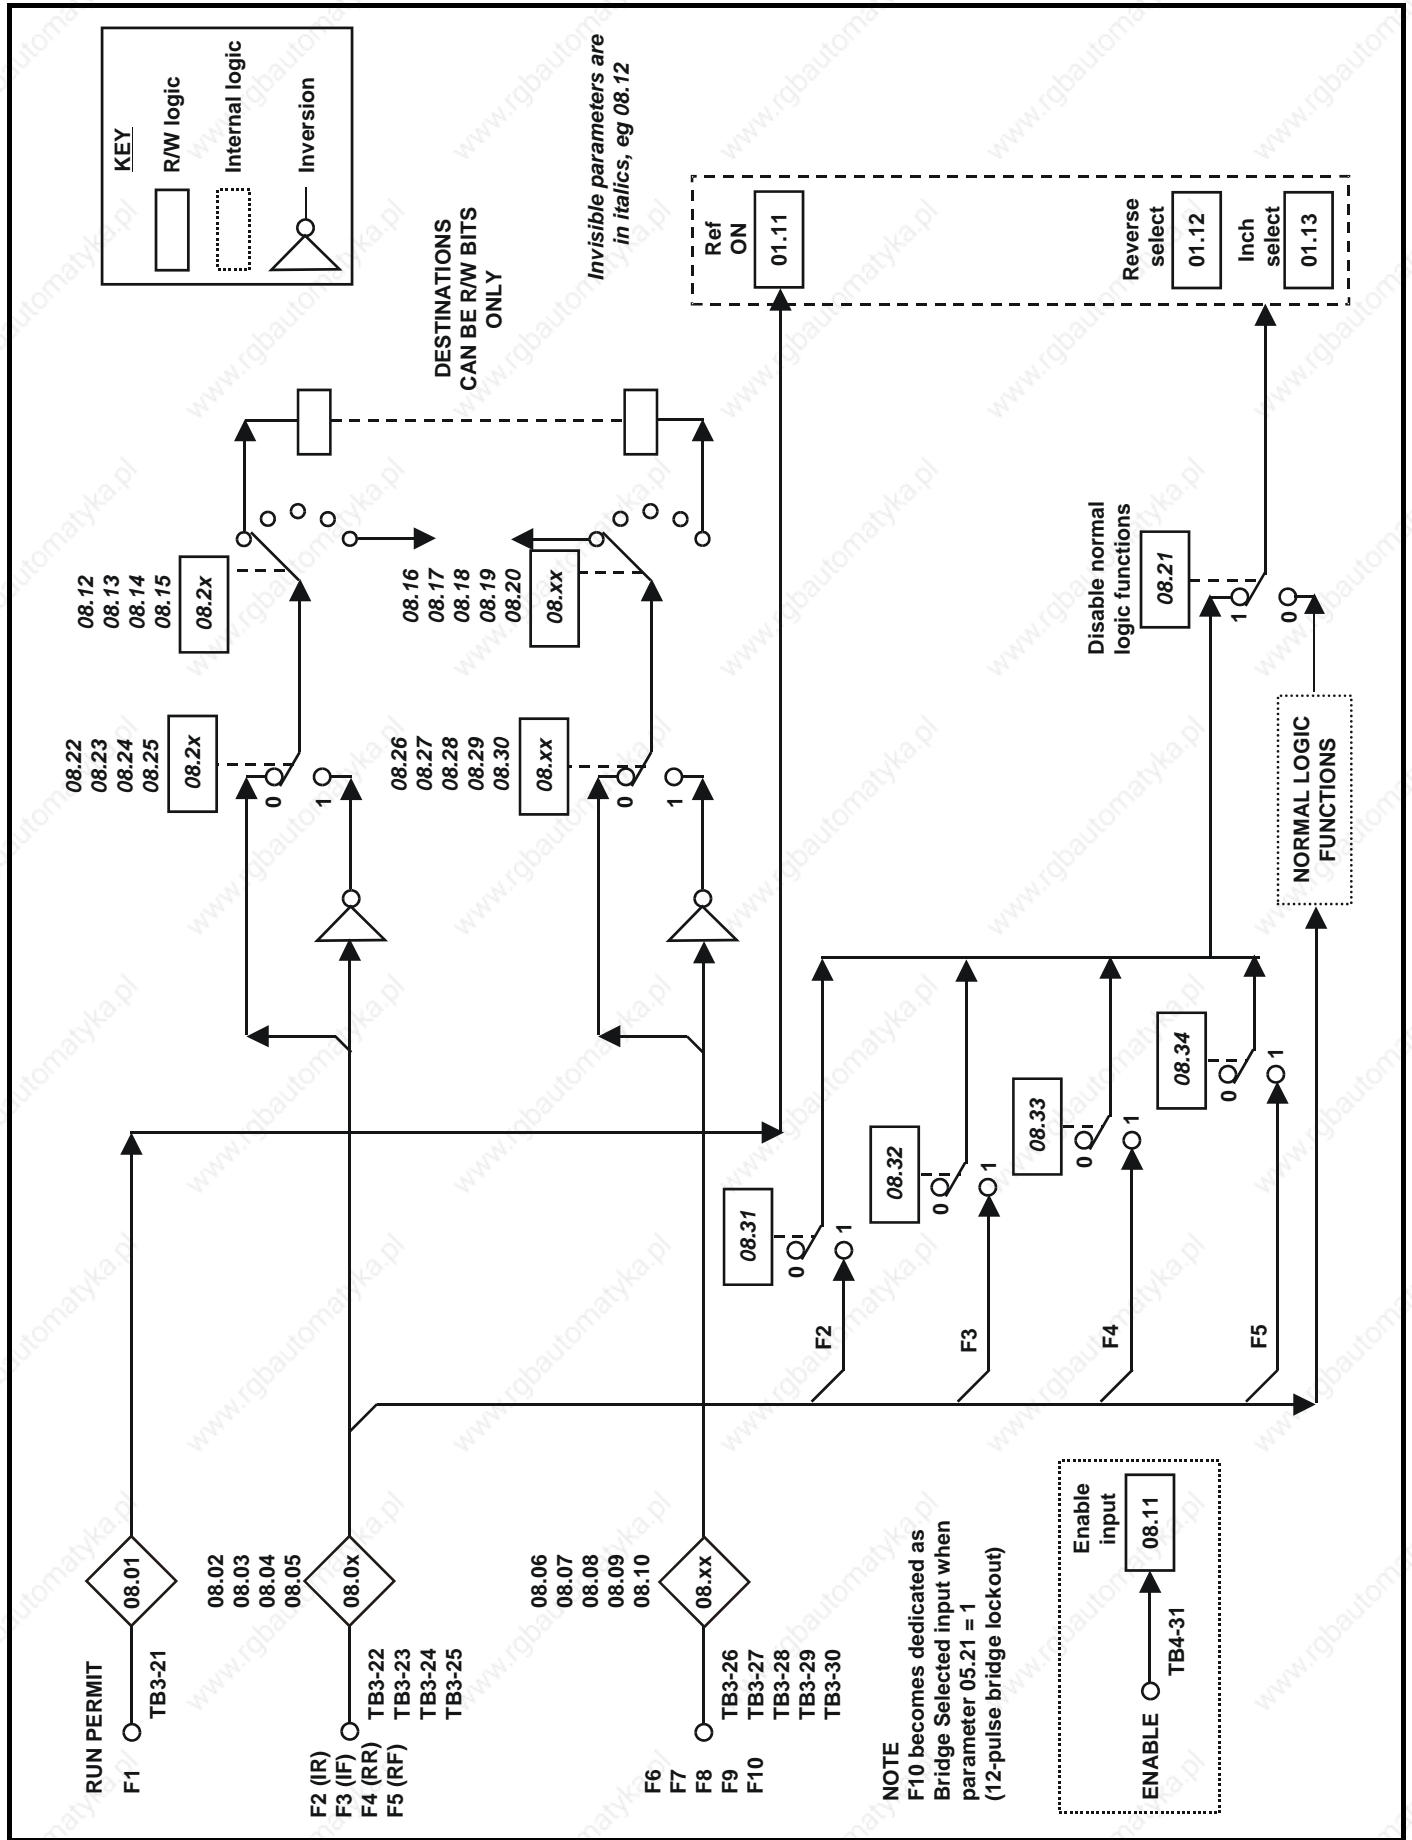 RUN PERMIT
F1
TB3-21
08.01
F2 (IR)
F3 (IF)
F4 (RR)
F5 (RF)
TB3-22
TB3-23
TB3-24
TB3-25
08.02
08.03
08.04
08.05
08.0x
F6
F7
F8
F9
F10
TB3-26
TB3-27
TB3-28
TB3-29
TB3-30
08.06
08.07
08.08
08.09
08.10
08.xx
NOTE
F10 becomes dedicated as
Bridge Selected input when
parameter 05.21 = 1
(12-pulse bridge lockout)
ENABLE
TB4-31
Enable
input
08.11
F2
F3
F4
F5
08.31
0
1
08.32
0
1
08.33
0
1
08.34
0
1
08.22
08.23
08.24
08.25
08.2x
0
1
08.26
08.27
08.28
08.29
08.30
08.xx
0
1
NORMAL LOGIC
FUNCTIONS
08.12
08.13
08.14
08.15
08.2x
08.16
08.17
08.18
08.19
08.20
08.xx
Disable normal
logic functions
08.21
1
0
DESTINATIONS
CAN BE R/W BITS
ONLY
Ref
ON
01.11
Reverse
select
01.12
Inch
select
01.13
KEY
R/W logic
Internal logic
Inversion
Invisible parameters are
in italics, eg 08.12
www.rgbautomatyka.pl